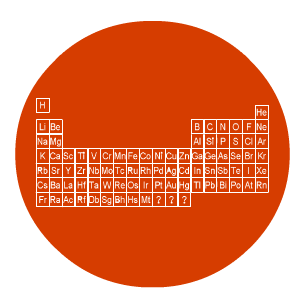 H
He
Li Be B C N O F Ne
Na Mg Al Si P S Cl Ar
K Ca Sc Ti V Cr Mn Fe Co Ni Cu Zn Ga Ge As Se Br Kr
Rb Sr Y Zr Nb Mo Tc Ru Rh Pd Ag Cd In Sn Sb Te I Xe
Cs Ba La Hf Ta W Re Os Ir Pt Au Hg Tl Pb Bi Po At Rn
Fr Ra Ac Rf Db Sg Bh Hs Mt ? ? ?